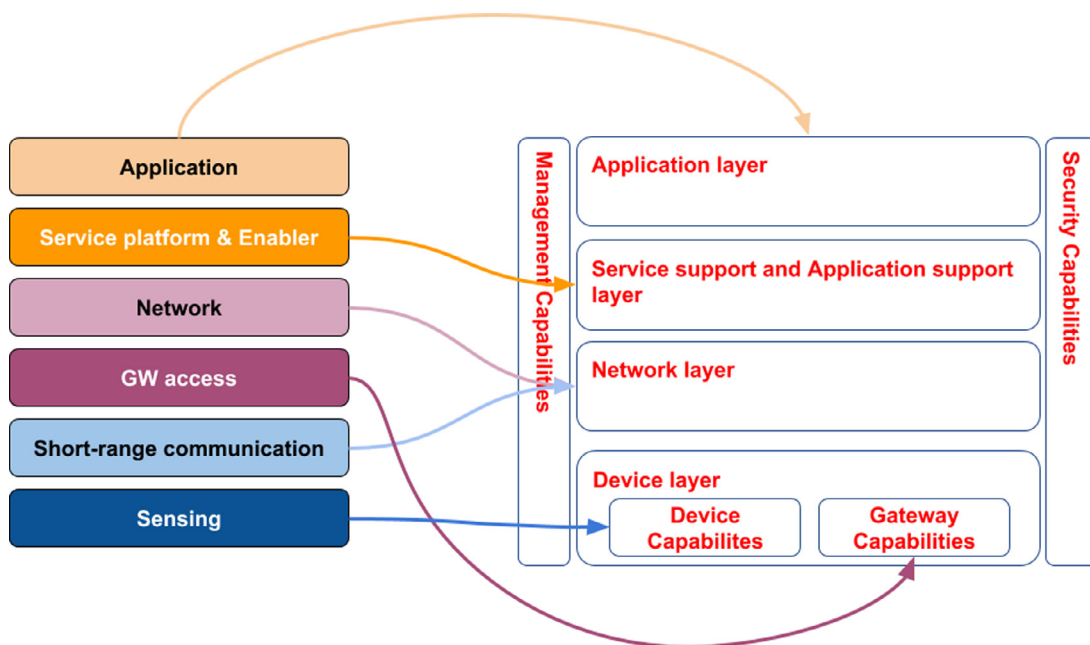 Application
Service platform & Enabler
Network
GW access
Short-range communication
Sensing
Management Capabilities
Application layer
Service support and Application support
layer
Network layer
Device layer
Device
Capabilites
Gateway
Capabilities
Security Capabilities